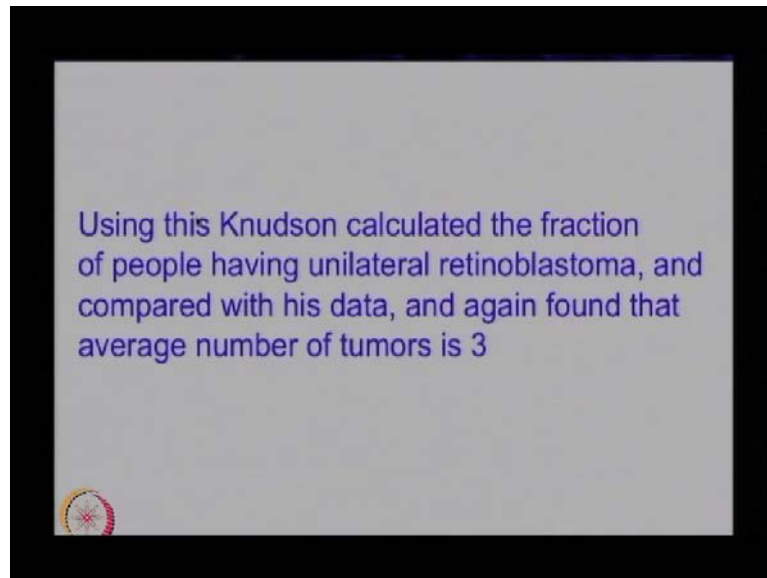 Using this Knudson calculated the fraction
of people having unilateral retinoblastoma, and
compared with his data, and again found that
average number of tumors is 3